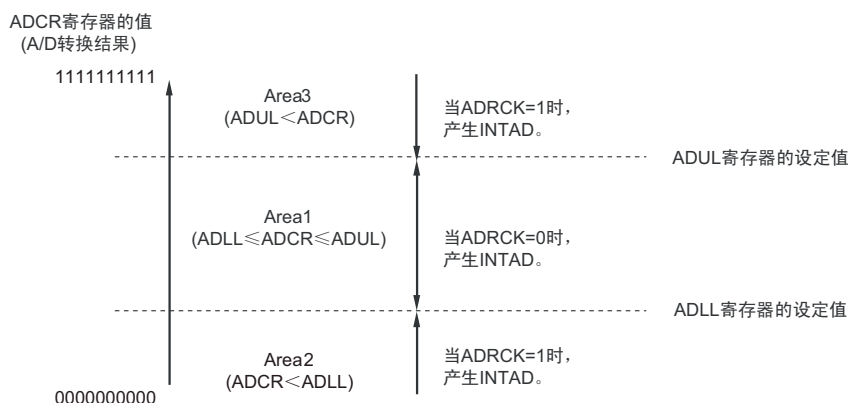 ADCR寄存器的值
(A/D转换结果)
1111111111
Area3
(ADUL＜ADCR)
当ADRCK=1时，
产生INTAD。
ADUL寄存器的设定值
Area1
(ADLL≤ADCR≤ADUL)
当ADRCK=0时，
产生INTAD。
ADLL寄存器的设定值
Area2
(ADCR＜ADLL)
当ADRCK=1时，
产生INTAD。
0000000000